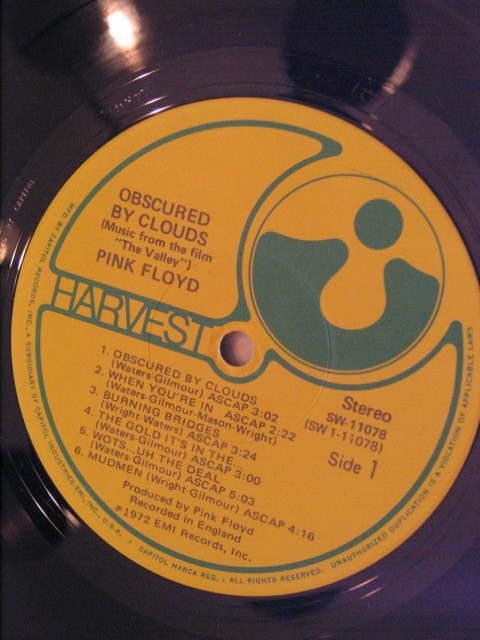 OBSCURED
BY CLOUDS
(Music from the film
"The Valley")
PINK FLOYD
HARVEST
1. OBSCURED BY CLOUDS
(Waters-Gilmour) ASCAP 3:02
2. WHEN YOU'RE IN ASCAP 2:22
(Waters-Gilmour-Mason-Wright)
3. BURNING BRIDGES
(Wright-Waters) ASCAP 3:24
4. THE GOLD IT'S IN THE...
(Waters-Gilmour) ASCAP 3:00
5. WOTS...UH THE DEAL
(Waters-Gilmour) ASCAP 5:03
6. MUDMEN (Wright-Gilmour) ASCAP 4:16
Produced by Pink Floyd
Recorded in England
℗1972 EMI Records, Inc.
Stereo
SW-11078
(SW 1-11078)
Side 1
MFD. BY CAPITOL RECORDS, INC., A SUBSIDIARY OF CAPITOL INDUSTRIES-EMI, INC., U.S.A. • CAPITOL MARCA REG. • ALL RIGHTS RESERVED. UNAUTHORIZED DUPLICATION IS A VIOLATION OF APPLICABLE LAWS